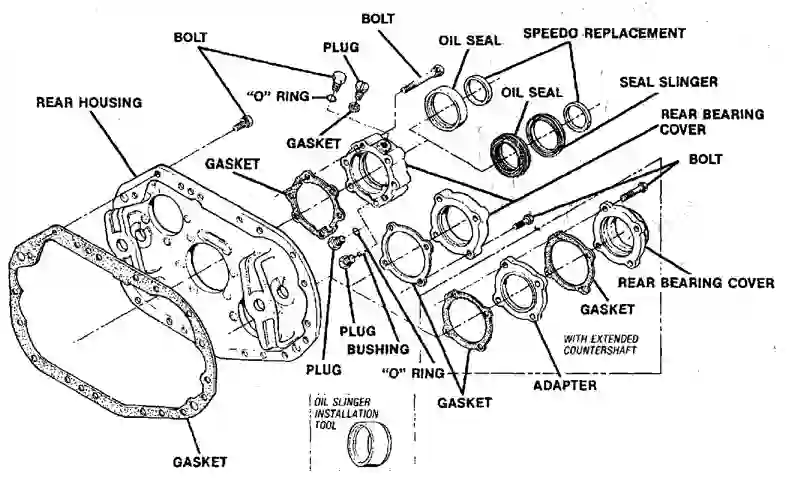 BOLT
SPEEDO REPLACEMENT
BOLT
PLUG
OIL SEAL
SEAL SLINGER
OIL SEAL
"O" RING
REAR HOUSING
REAR BEARING
COVER
GASKET
GASKET
BOLT
REAR BEARING COVER
GASKET
PLUG
WITH EXTENDED
COUNTERSHAFT
BUSHING
PLUG
"O" RING
ADAPTER
GASKET
OIL SLINGER
INSTALLATION
TOOL
GASKET